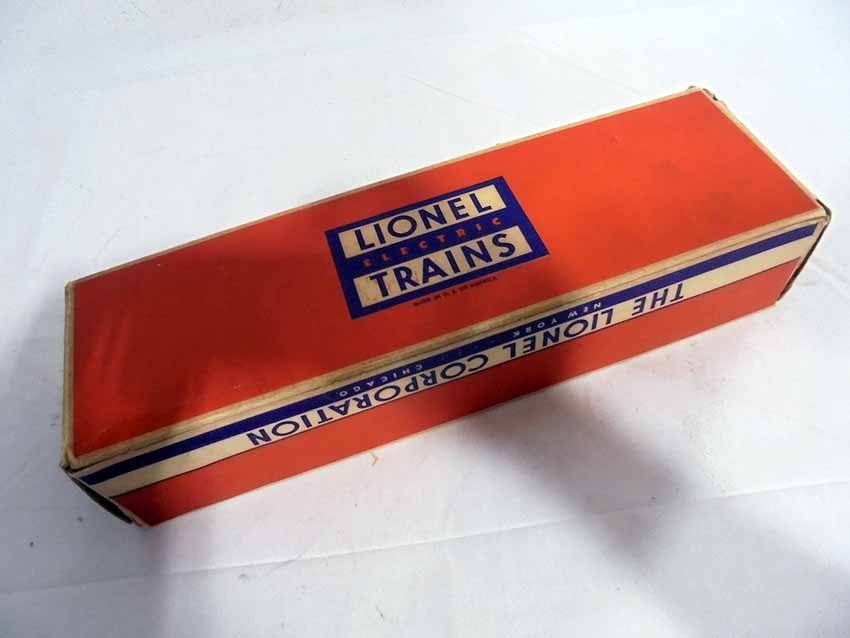 LIONEL
ELECTRIC
TRAINS
MADE IN U. S. OF AMERICA
THE LIONEL CORPORATION
NEW YORK . . . CHICAGO